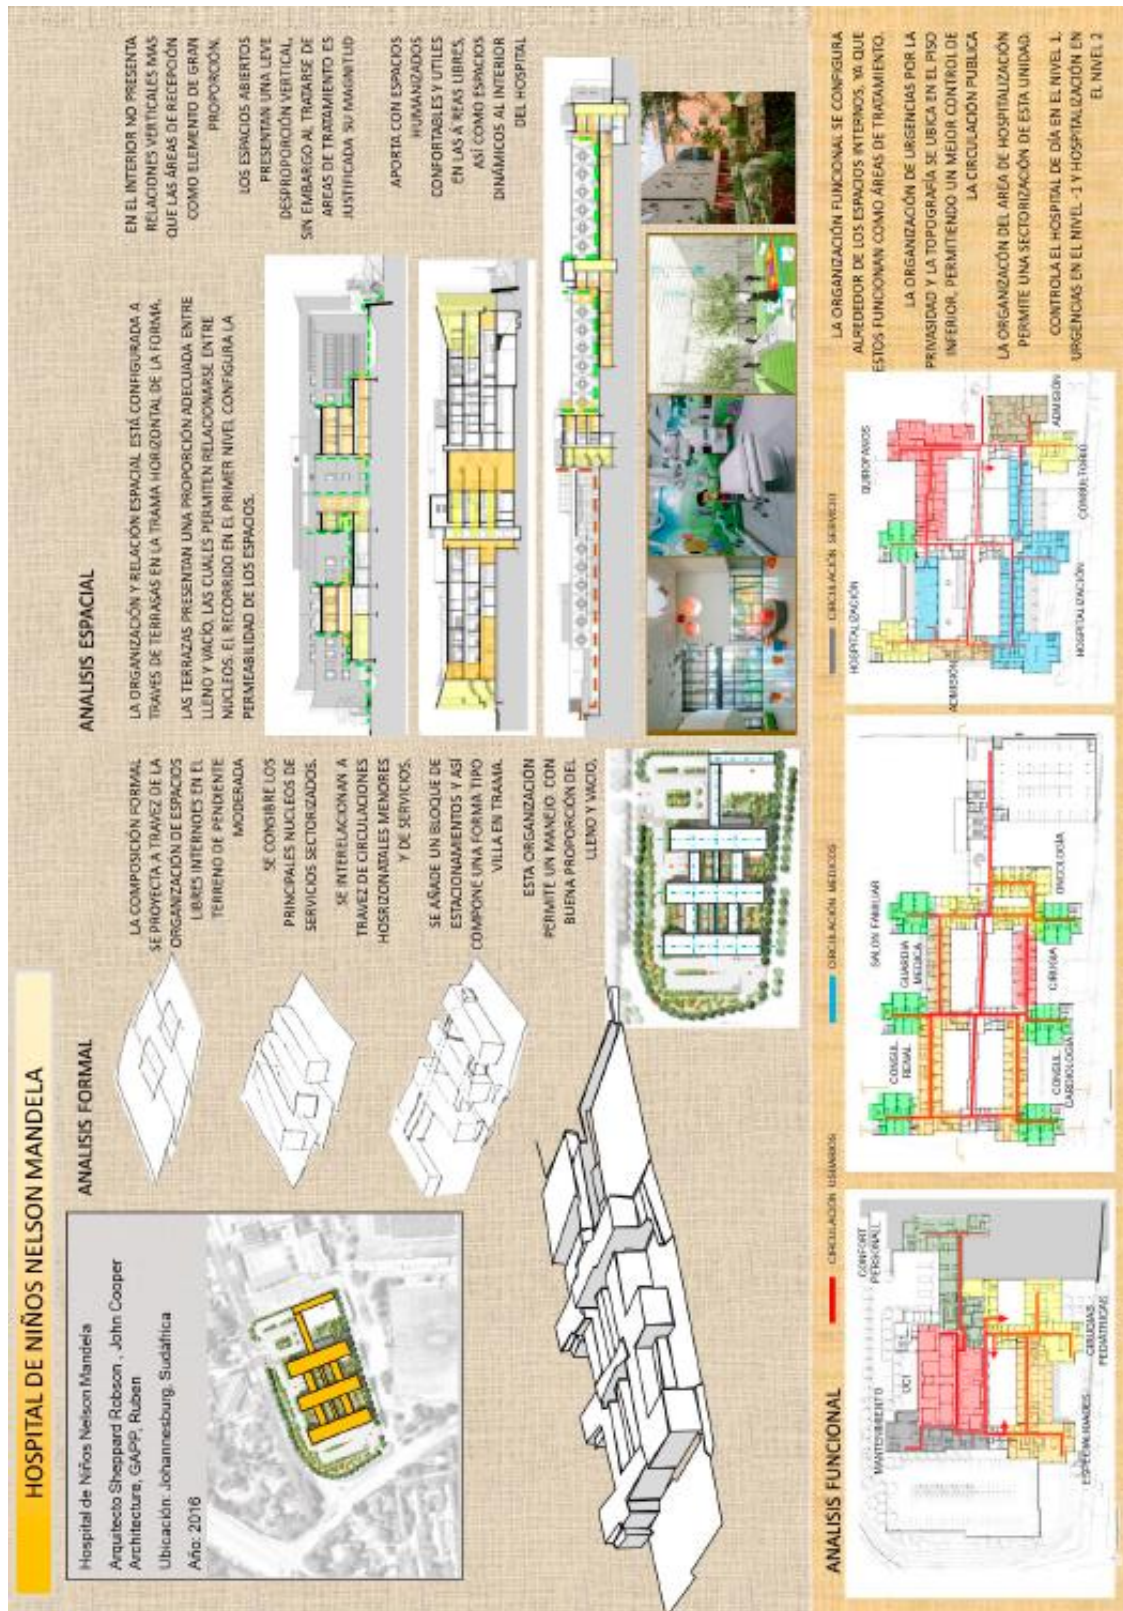 HOSPITAL DE NIÑOS NELSON MANDELA
Hospital de Niños Nelson Mandela
Arquitecto Sheppard Robson , John Cooper
Architecture, GAPP, Ruben
Ubicación: Johannesburg, Sudáfrica
Año: 2016
ANALISIS FORMAL
LA COMPOSICIÓN FORMAL
SE PROYECTA A TRAVEZ DE LA
ORGANIZACIÓN DE ESPACIOS
LIBRES INTERNOES EN EL
TERRENO DE PENDIENTE
MODERADA
SE CONSIBRE LOS
PRINCIPALES NUCLEOS DE
SERVICIOS SECTORIZADOS.
SE INTERELACIONAN A
TRAVEZ DE CIRCULACIONES
HOSRIZONATALES MENORES
Y DE SERVICIOS.
SE AÑADE UN BLOQUE DE
ESTACIONAMIENTOS Y ASÍ
COMPONE UNA FORMA TIPO
VILLA EN TRAMA.
ESTA ORGANIZACIÓN
PERMITE UN MANEJO CON
BUENA PROPORCIÓN DEL
LLENO Y VACIO.
ANALISIS ESPACIAL
LA ORGANIZACIÓN Y RELACIÓN ESPACIAL ESTÁ CONFIGURADA A
TRAVES DE TERRASAS EN LA TRAMA HORIZONTAL DE LA FORMA.
LAS TERRAZAS PRESENTAN UNA PROPORCIÓN ADECUADA ENTRE
LLENO Y VACÍO, LAS CUALES PERMITEN RELACIONARSE ENTRE
NUCLEOS. EL RECORRIDO EN EL PRIMER NIVEL CONFIGURA LA
PERMEABILIDAD DE LOS ESPACIOS.
EN EL INTERIOR NO PRESENTA
RELACIONES VERTICALES MAS
QUE LAS ÁREAS DE RECEPCIÓN
COMO ELEMENTO DE GRAN
PROPORCIÓN.
LOS ESPACIOS ABIERTOS
PRESENTAN UNA LEVE
DESPROPORCIÓN VERTICAL,
SIN EMBARGO AL TRATARSE DE
AREAS DE TRATAMIENTO ES
JUSTIFICADA SU MAGNITUD
APORTA CON ESPACIOS
HUMANIZADOS
CONFORTABLES Y UTILES
EN LAS Á REAS LIBRES,
ASÍ COMO ESPACIOS
DINÁMICOS AL INTERIOR
DEL HOSPITAL
ANALISIS FUNCIONAL
CIRCULACIÓN USUARIOS
CIRCULACIÓN MEDICOS
CIRCULACIÓN SERVICIO
MANTENIMIENTO
UCI
CONFORT
PERSONALL
ESPECIALIDADES
CIRUGIAS
PEDIÁTRICAS
CONSUL
RENAL
GUARDIA
MEDICA
SALON FAMILIAR
CONSUL
CARDIOLOGÍA
CIRUGIA
ONCOLOGÍA
HOSPITALIZACIÓN
QUIROFANOS
ADMISION
HOSPITALIZACIÓN
CONSULTORIO
ADMISIÓN
LA ORGANIZACIÓN FUNCIONAL SE CONFIGURA
ALREDEDOR DE LOS ESPACIOS INTERNOS, YA QUE
ESTOS FUNCIONAN COMO ÁREAS DE TRATAMIENTO.
LA ORGANIZACIÓN DE URGENCIAS POR LA
PRIVASIDAD Y LA TOPOGRAFÍA SE UBICA EN EL PISO
INFERIOR, PERMITIENDO UN MEJOR CONTROL DE
LA CIRCULACIÓN PUBLICA
LA ORGANIZACÓN DEL AREA DE HOSPITALIZACIÓN
PERMITE UNA SECTORIZACIÓN DE ESTA UNIDAD.
CONTROLA EL HOSPITAL DE DÍA EN EL NIVEL 1,
URGENCIAS EN EL NIVEL -1 Y HOSPITALIZACIÓN EN
EL NIVEL 2